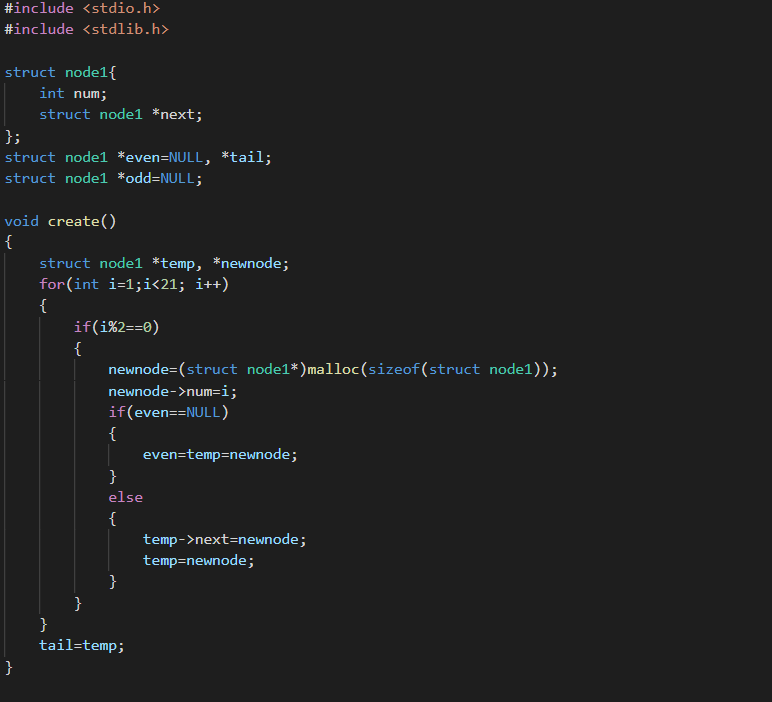 #include <stdio.h>
#include <stdlib.h>

struct node1{
    int num;
    struct node1 *next;
};
struct node1 *even=NULL, *tail;
struct node1 *odd=NULL;

void create()
{
    struct node1 *temp, *newnode;
    for(int i=1;i<21; i++)
    {
        if(i%2==0)
        {
            newnode=(struct node1*)malloc(sizeof(struct node1));
            newnode->num=i;
            if(even==NULL)
            {
                even=temp=newnode;
            }
            else
            {
                temp->next=newnode;
                temp=newnode;
            }
        }
    }
    tail=temp;
}